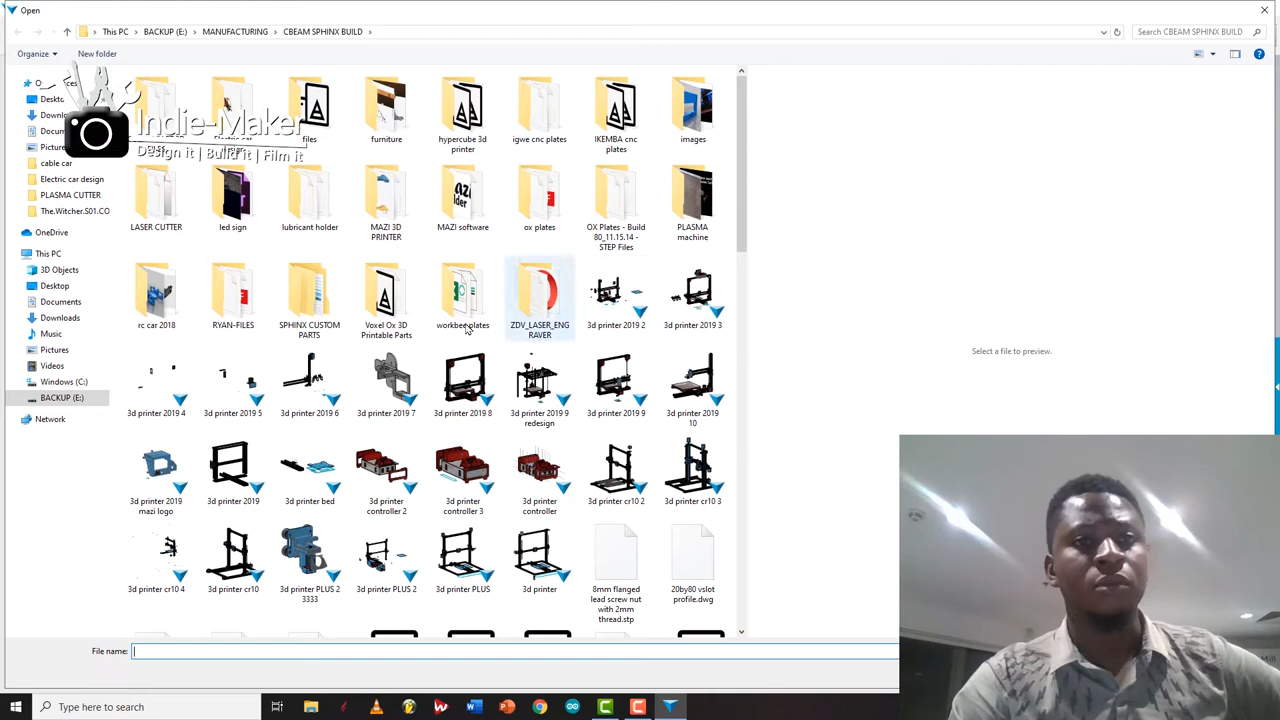 Open
This PC > BACKUP (E:) > MANUFACTURING > CBEAM SPHINX BUILD >
Search CBEAM SPHINX BUILD
Organize
New folder
Indie-Maker
Design it | Build it | Film it
Deskto
Downl
Docum
Picture
cable car
Electric car design
PLASMA CUTTER
The.Witcher.S01.CO
OneDrive
This PC
3D Objects
Desktop
Documents
Downloads
Music
Pictures
Videos
Windows (C:)
BACKUP (E:)
Network
files
furniture
hypercube 3d
printer
igwe cnc plates
IKEMBA cnc
plates
images
LASER CUTTER
led sign
lubricant holder
MAZI 3D
PRINTER
MAZI software
ox plates
OX Plates - Build
80_11.15.14 -
STEP Files
PLASMA
machine
rc car 2018
RYAN-FILES
SPHINX CUSTOM
PARTS
Voxel Ox 3D
Printable Parts
workbee plates
ZDV_LASER_ENG
RAVER
3d printer 2019 2
3d printer 2019 3
3d printer 2019 4
3d printer 2019 5
3d printer 2019 6
3d printer 2019 7
3d printer 2019 8
3d printer 2019 9
redesign
3d printer 2019 9
3d printer 2019
10
3d printer 2019
mazi logo
3d printer 2019
3d printer bed
3d printer
controller 2
3d printer
controller 3
3d printer
controller
3d printer cr10 2
3d printer cr10 3
3d printer cr10 4
3d printer cr10
3d printer PLUS 2
3333
3d printer PLUS 2
3d printer PLUS
3d printer
8mm flanged
lead screw nut
with 2mm
thread.stp
20by80 vslot
profile.dwg
Select a file to preview.
File name:
Type here to search
Mill